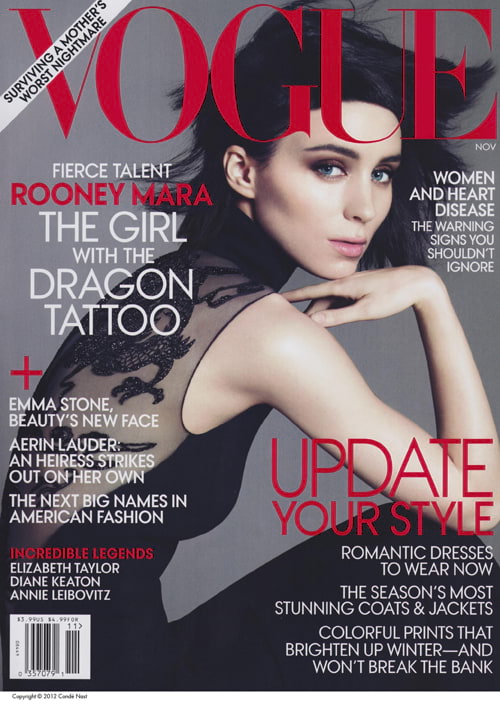 SURVIVING A MOTHER'S
WORST NIGHTMARE
VOGUE
NOV
FIERCE TALENT
ROONEY MARA
THE GIRL
WITH THE
DRAGON
TATTOO
WOMEN
AND HEART
DISEASE
THE WARNING
SIGNS YOU
SHOULDN'T
IGNORE
+
EMMA STONE,
BEAUTY'S NEW FACE
AERIN LAUDER:
AN HEIRESS STRIKES
OUT ON HER OWN
THE NEXT BIG NAMES IN
AMERICAN FASHION
INCREDIBLE LEGENDS
ELIZABETH TAYLOR
DIANE KEATON
ANNIE LEIBOVITZ
UPDATE
YOUR STYLE
ROMANTIC DRESSES
TO WEAR NOW
THE SEASON'S MOST
STUNNING COATS & JACKETS
COLORFUL PRINTS THAT
BRIGHTEN UP WINTER—AND
WON'T BREAK THE BANK
$3.99US $4.99FOR
11>
0 357079 1
Copyright © 2012 Condé Nast